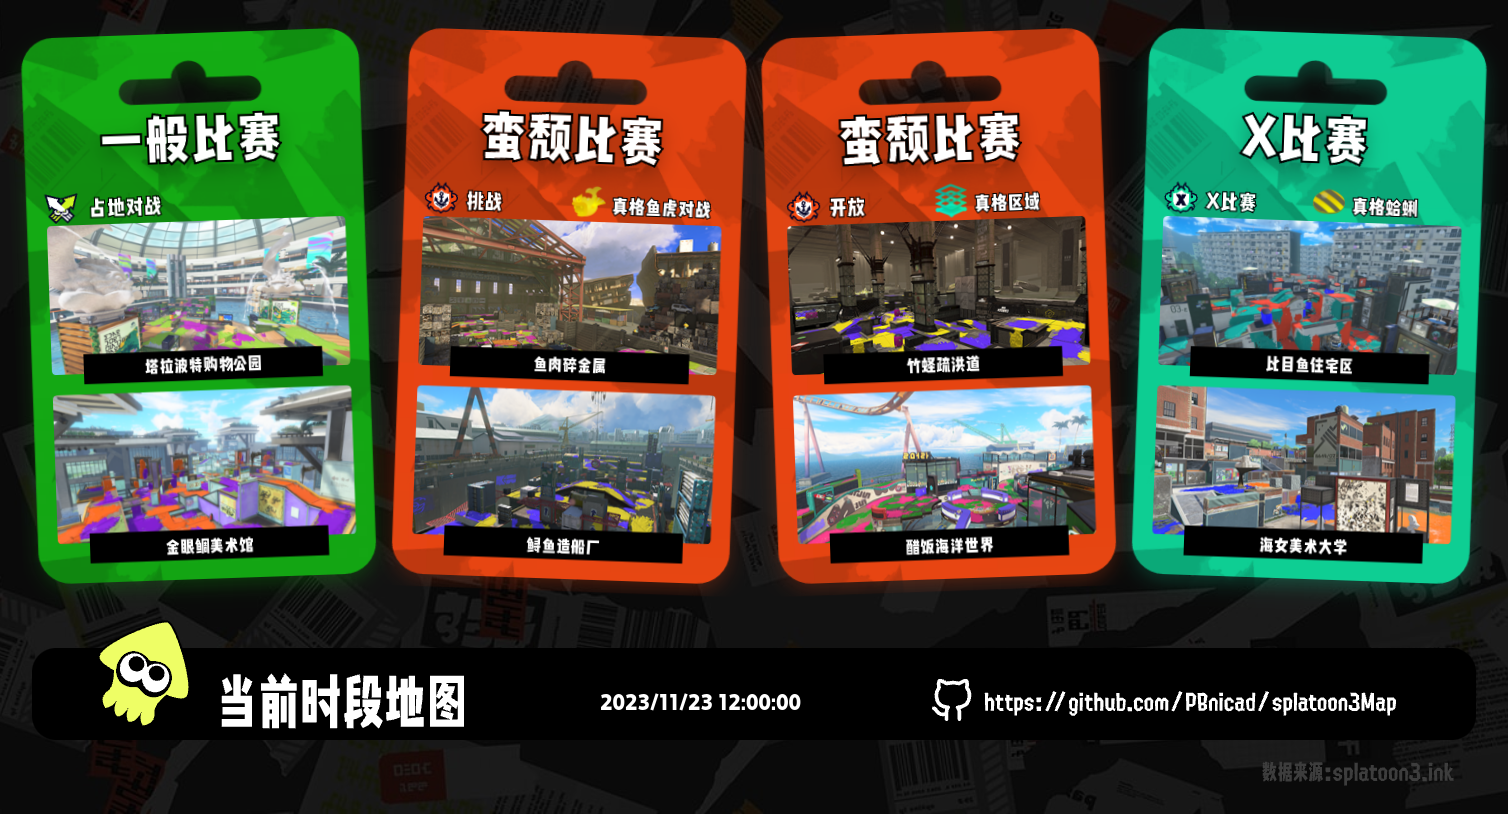 一般比赛
占地对战
塔拉波特购物公园
金眼鲷美术馆
蛮颓比赛
挑战
真格鱼虎对战
鱼肉碎金属
鲟鱼造船厂
蛮颓比赛
开放
真格区域
竹蛏疏洪道
醋饭海洋世界
X比赛
X比赛
真格蛤蜊
比目鱼住宅区
海女美术大学
当前时段地图
2023/11/23 12:00:00
https://github.com/PBnicad/splatoon3Map
数据来源:splatoon3.ink